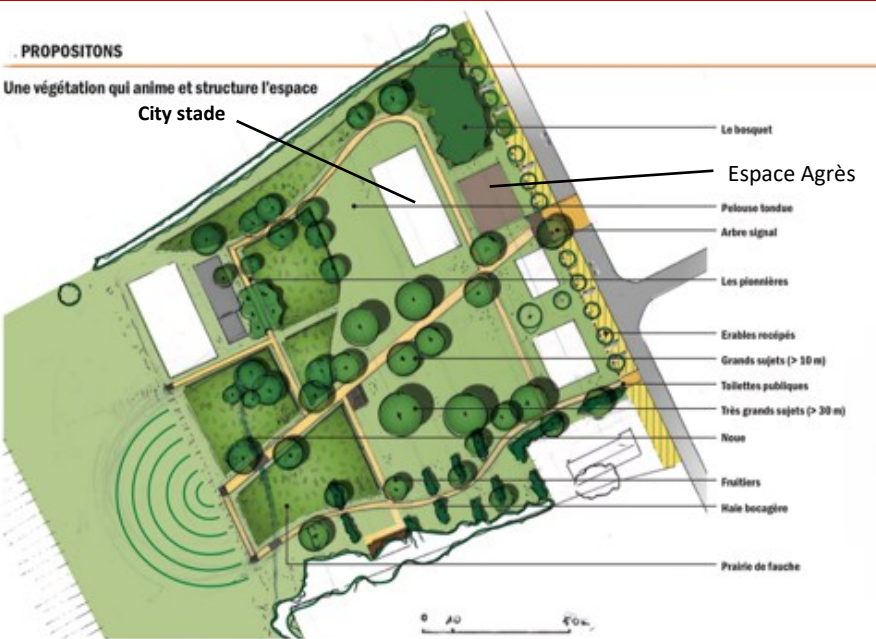 . PROPOSITONS
Une végétation qui anime et structure l'espace
City stade
Le bosquet
Espace Agrès
Pelouse tondue
Arbre signal
Les pionnières
Erables recépés
Grands sujets (> 10 m)
Toilettes publiques
Très grands sujets (> 30 m)
Noue
Fruitiers
Haie bocagère
Prairie de fauche
0 10 50m